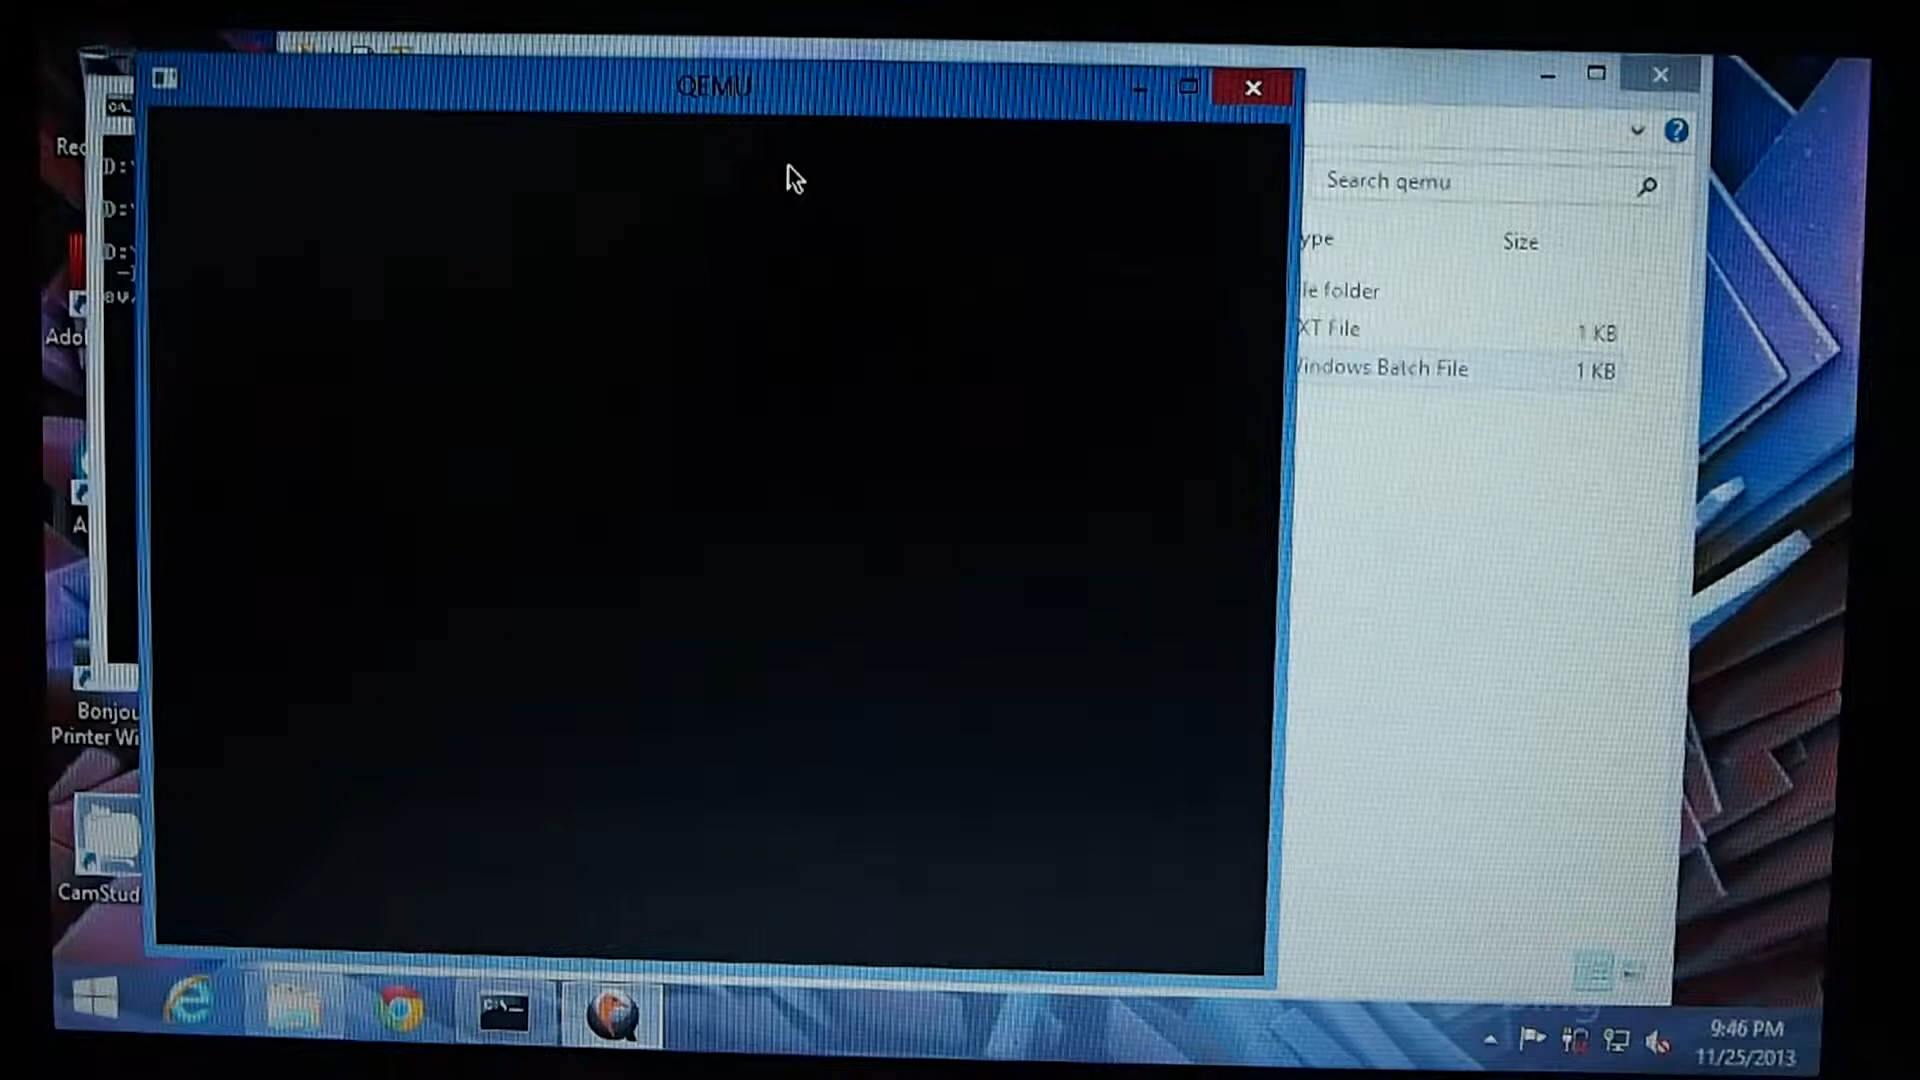 QEMU
Rec
D:\
D:\
D:\
Search qemu
ype
Size
le folder
XT File
1 KB
indows Batch File
1 KB
Ado
A
Bonjou
Printer Wi
CamStud
9:46 PM
11/25/2013